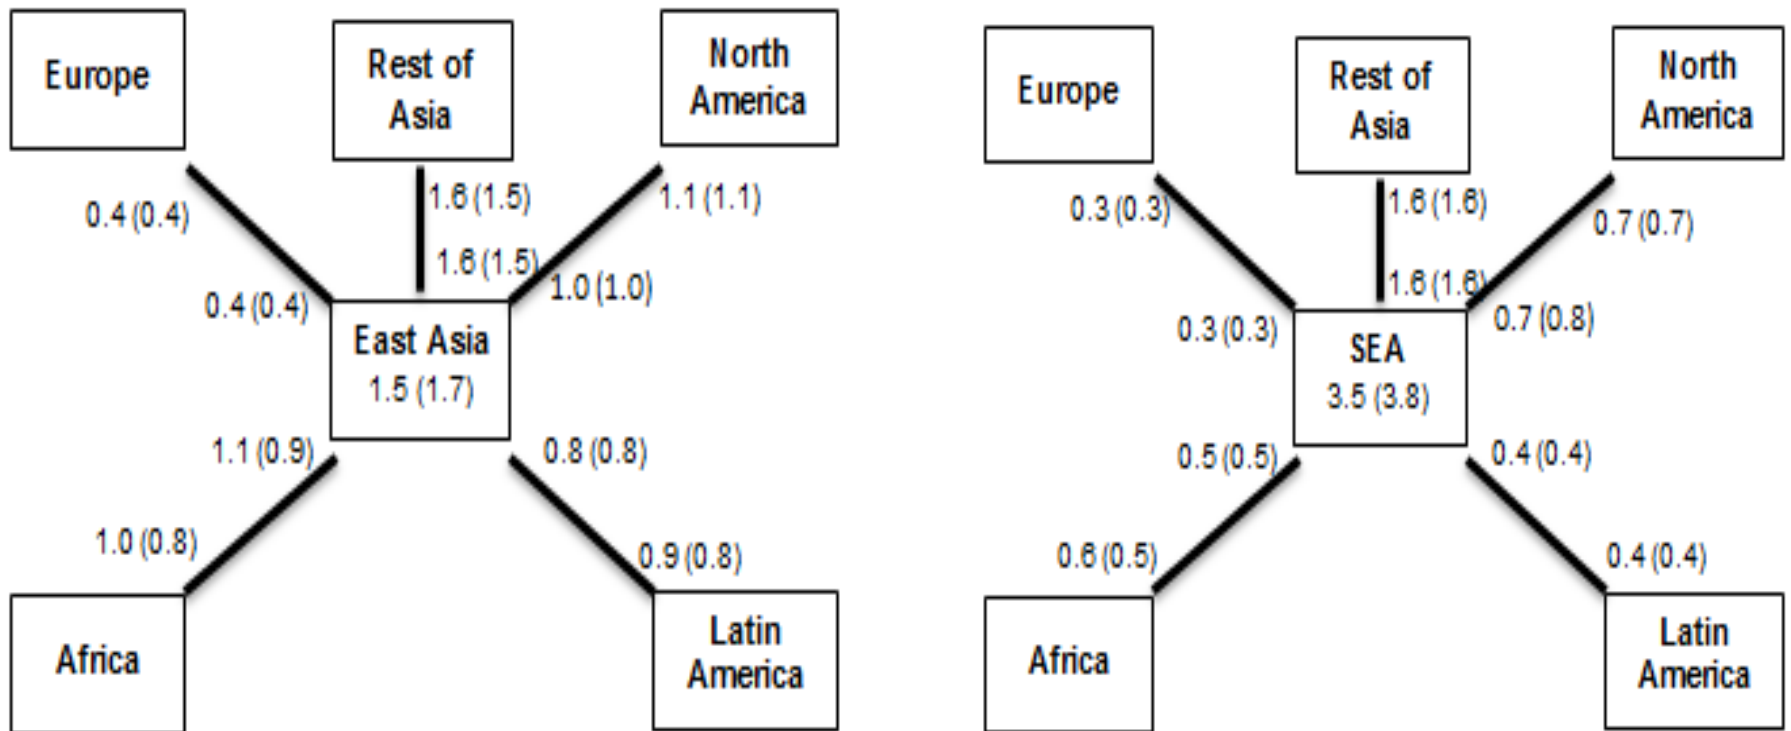 Europe
Rest of
Asia
North
America
0.4 (0.4)
1.6 (1.5)
1.1 (1.1)
0.4 (0.4)
1.6 (1.5)
1.0 (1.0)
East Asia
1.5 (1.7)
1.1 (0.9)
0.8 (0.8)
1.0 (0.8)
0.9 (0.8)
Africa
Latin
America
Europe
Rest of
Asia
North
America
0.3 (0.3)
1.6 (1.6)
0.7 (0.7)
0.3 (0.3)
1.6 (1.6)
0.7 (0.8)
SEA
3.5 (3.8)
0.5 (0.5)
0.4 (0.4)
0.6 (0.5)
0.4 (0.4)
Africa
Latin
America